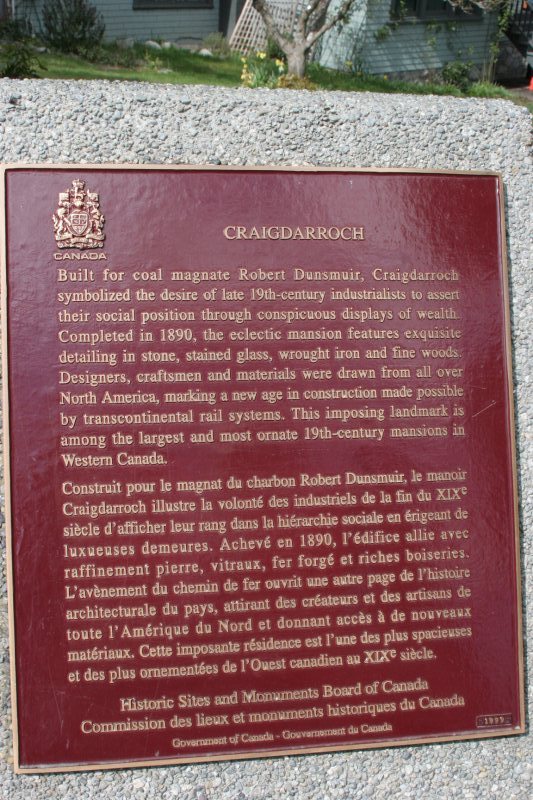 CANADA
CRAIGDARROCH
Built for coal magnate Robert Dunsmuir, Craigdarroch
symbolized the desire of late 19th-century industrialists to assert
their social position through conspicuous displays of wealth.
Completed in 1890, the eclectic mansion features exquisite
detailing in stone, stained glass, wrought iron and fine woods.
Designers, craftsmen and materials were drawn from all over
North America, marking a new age in construction made possible
by transcontinental rail systems. This imposing landmark is
among the largest and most ornate 19th-century mansions in
Western Canada.
Construit pour le magnat du charbon Robert Dunsmuir, le manoir
Craigdarroch illustre la volonté des industriels de la fin du XIXe
siècle d'afficher leur rang dans la hiérarchie sociale en érigeant de
luxueuses demeures. Achevé en 1890, l'édifice allie avec
raffinement pierre, vitraux, fer forgé et riches boiseries.
L'avènement du chemin de fer ouvrit une autre page de l'histoire
architecturale du pays, attirant des créateurs et des artisans de
toute l'Amérique du Nord et donnant accès à de nouveaux
matériaux. Cette imposante résidence est l'une des plus spacieuses
et des plus ornementées de l'Ouest canadien au XIXe siècle.
Historic Sites and Monuments Board of Canada
Commission des lieux et monuments historiques du Canada
Government of Canada - Gouvernement du Canada
1995